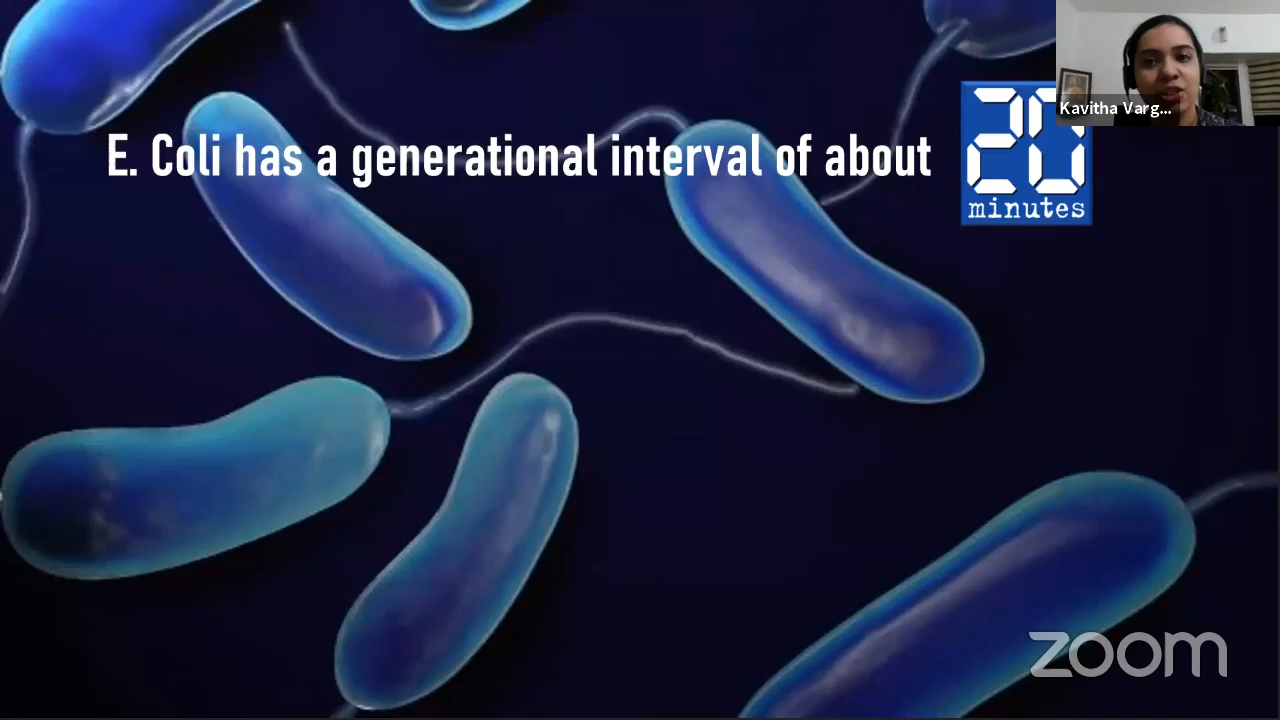 E. Coli has a generational interval of about
20
minutes
Kavitha Varg...
zoom